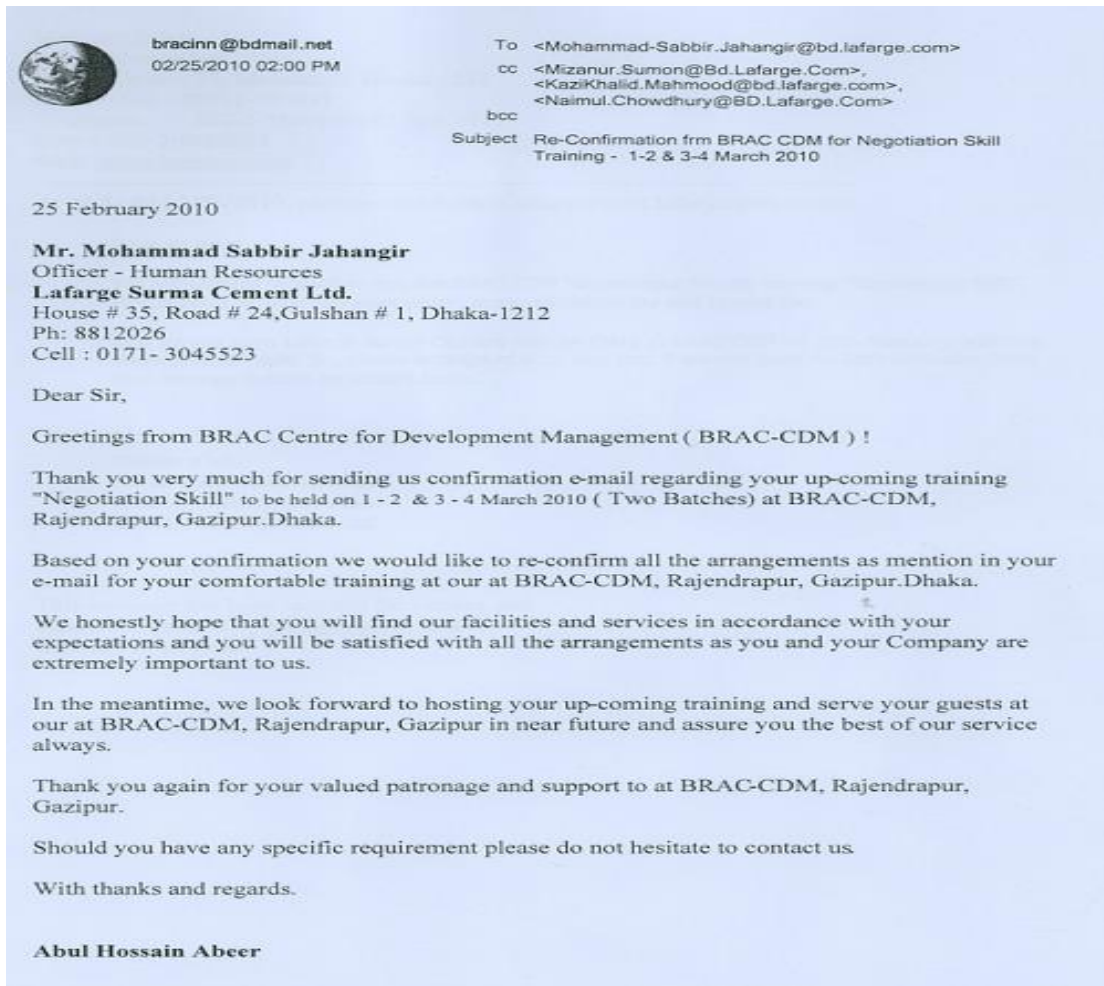 bracinn@bdmail.net
02/25/2010 02:00 PM
To <Mohammad-Sabbir.Jahangir@bd.lafarge.com>
cc <Mizanur.Sumon@Bd.Lafarge.Com>,
<KaziKhalid.Mahmood@bd.lafarge.com>,
<Naimul.Chowdhury@BD.Lafarge.Com>
bcc
Subject Re-Confirmation frm BRAC CDM for Negotiation Skill
Training - 1-2 & 3-4 March 2010
25 February 2010
Mr. Mohammad Sabbir Jahangir
Officer - Human Resources
Lafarge Surma Cement Ltd.
House # 35, Road # 24,Gulshan # 1, Dhaka-1212
Ph: 8812026
Cell : 0171- 3045523
Dear Sir,
Greetings from BRAC Centre for Development Management ( BRAC-CDM ) !
Thank you very much for sending us confirmation e-mail regarding your up-coming training
"Negotiation Skill" to be held on 1 - 2 & 3 - 4 March 2010 ( Two Batches) at BRAC-CDM,
Rajendrapur, Gazipur.Dhaka.
Based on your confirmation we would like to re-confirm all the arrangements as mention in your
e-mail for your comfortable training at our at BRAC-CDM, Rajendrapur, Gazipur.Dhaka.
We honestly hope that you will find our facilities and services in accordance with your
expectations and you will be satisfied with all the arrangements as you and your Company are
extremely important to us.
In the meantime, we look forward to hosting your up-coming training and serve your guests at
our at BRAC-CDM, Rajendrapur, Gazipur in near future and assure you the best of our service
always.
Thank you again for your valued patronage and support to at BRAC-CDM, Rajendrapur,
Gazipur.
Should you have any specific requirement please do not hesitate to contact us.
With thanks and regards.
Abul Hossain Abeer